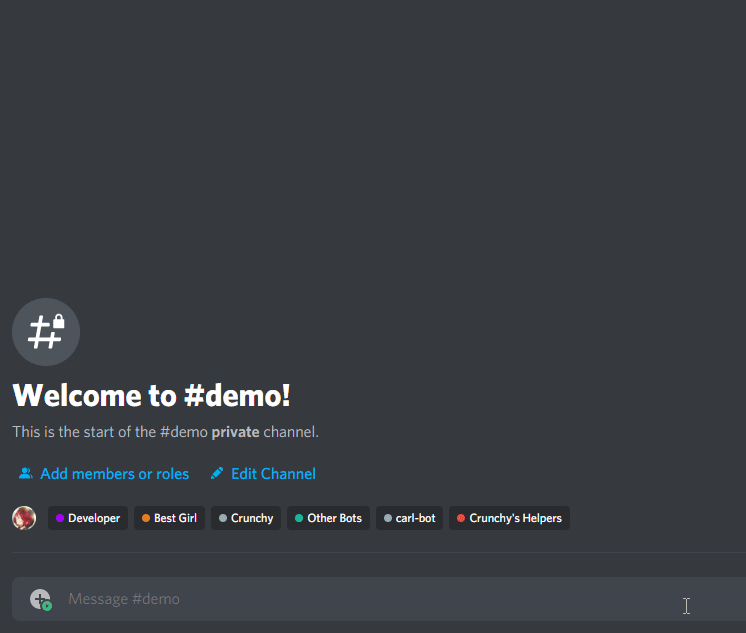 Welcome to #demo!
This is the start of the #demo private channel.
Add members or roles Edit Channel
Developer Best Girl Crunchy Other Bots carl-bot Crunchy's Helpers
Message #demo